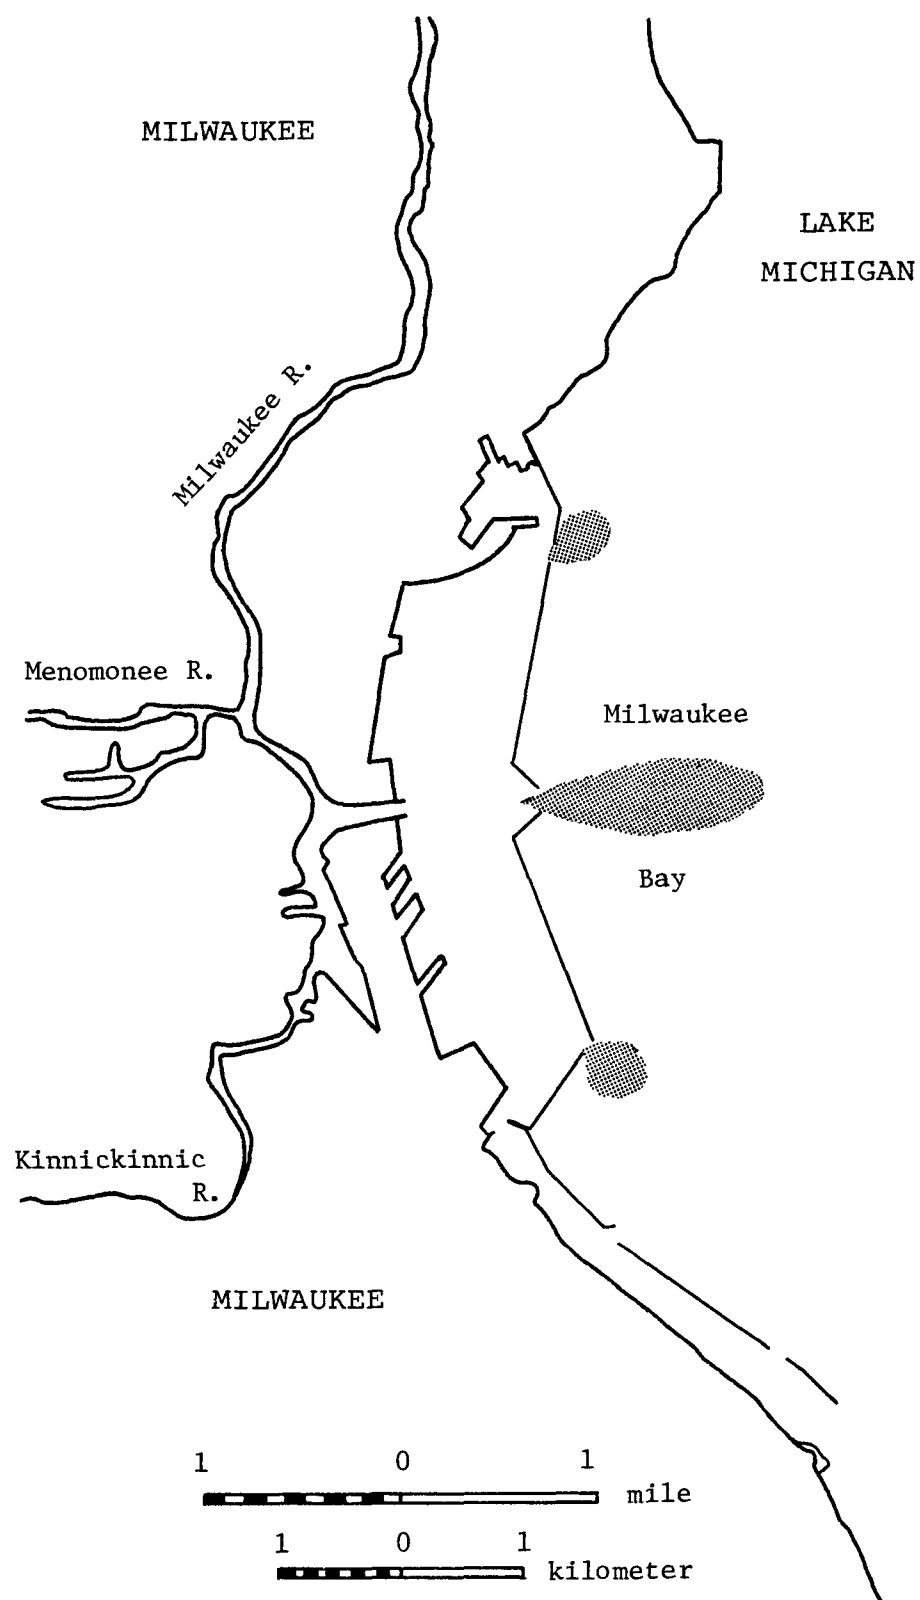 MILWAUKEE
LAKE
MICHIGAN
Milwaukee R.
Menomonee R.
Milwaukee
Bay
Kinnickinnic
R.
MILWAUKEE
1 0 1
mile
1 0 1
kilometer